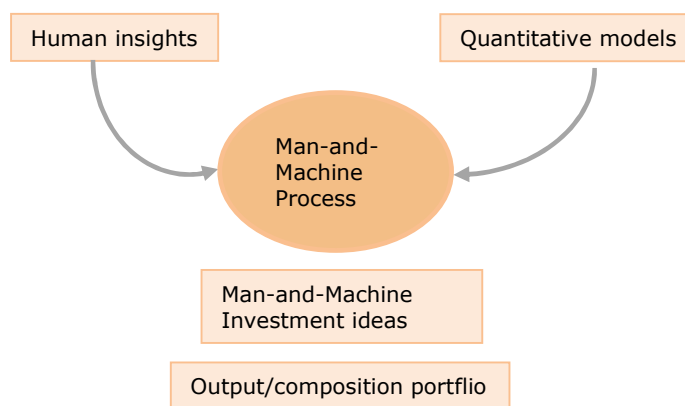 Human insights
Quantitative models
Man-and-
Machine
Process
Man-and-Machine
Investment ideas
Output/composition portflio